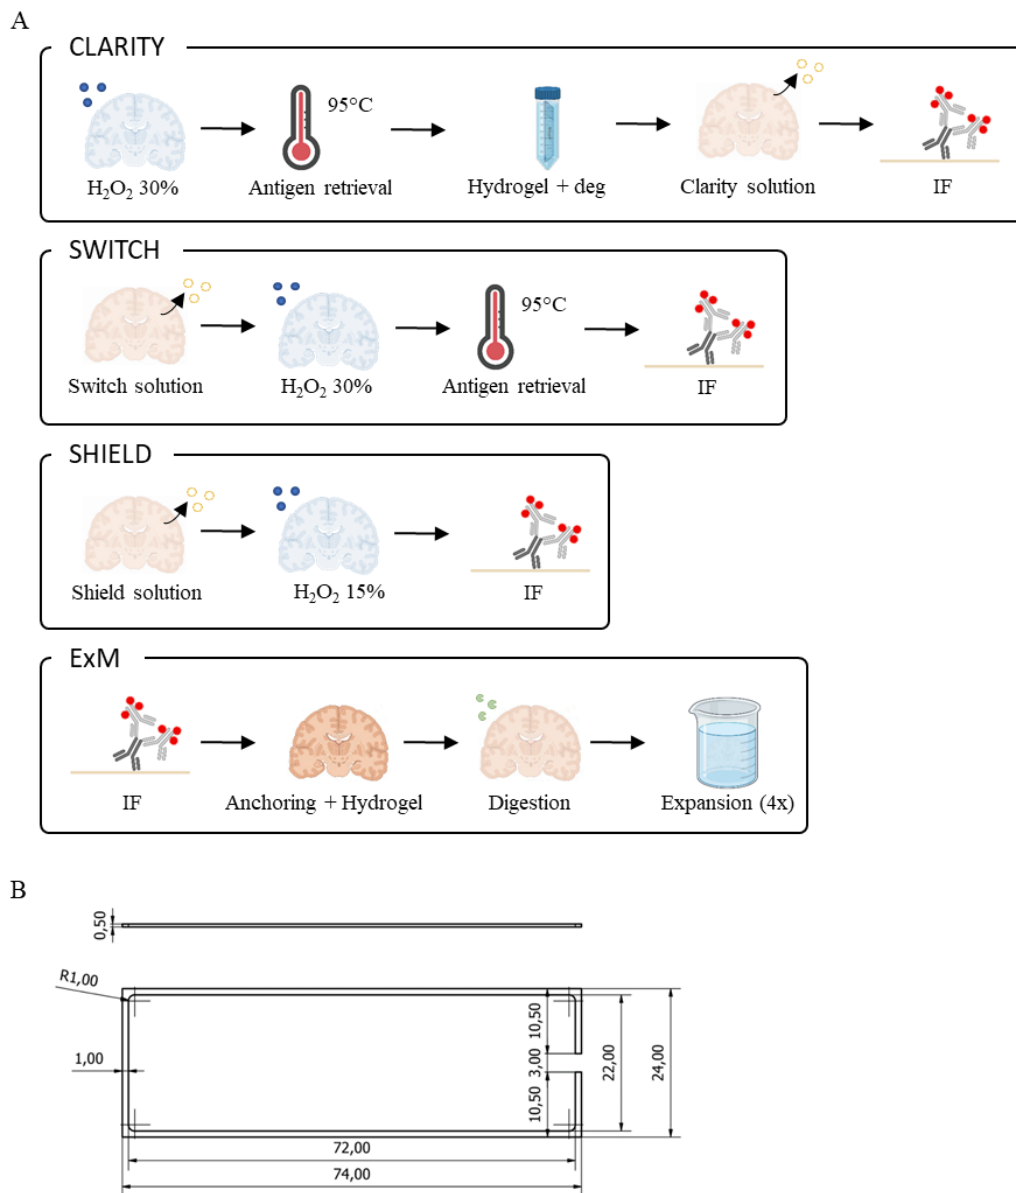 A
CLARITY
95°C
H₂O₂ 30%
Antigen retrieval
Hydrogel + deg
Clarity solution
IF
SWITCH
95°C
Switch solution
H₂O₂ 30%
Antigen retrieval
IF
SHIELD
Shield solution
H₂O₂ 15%
IF
ExM
IF
Anchoring + Hydrogel
Digestion
Expansion (4x)
B
0,50
R1,00
1,00
10,50
3,00
10,50
22,00
24,00
72,00
74,00